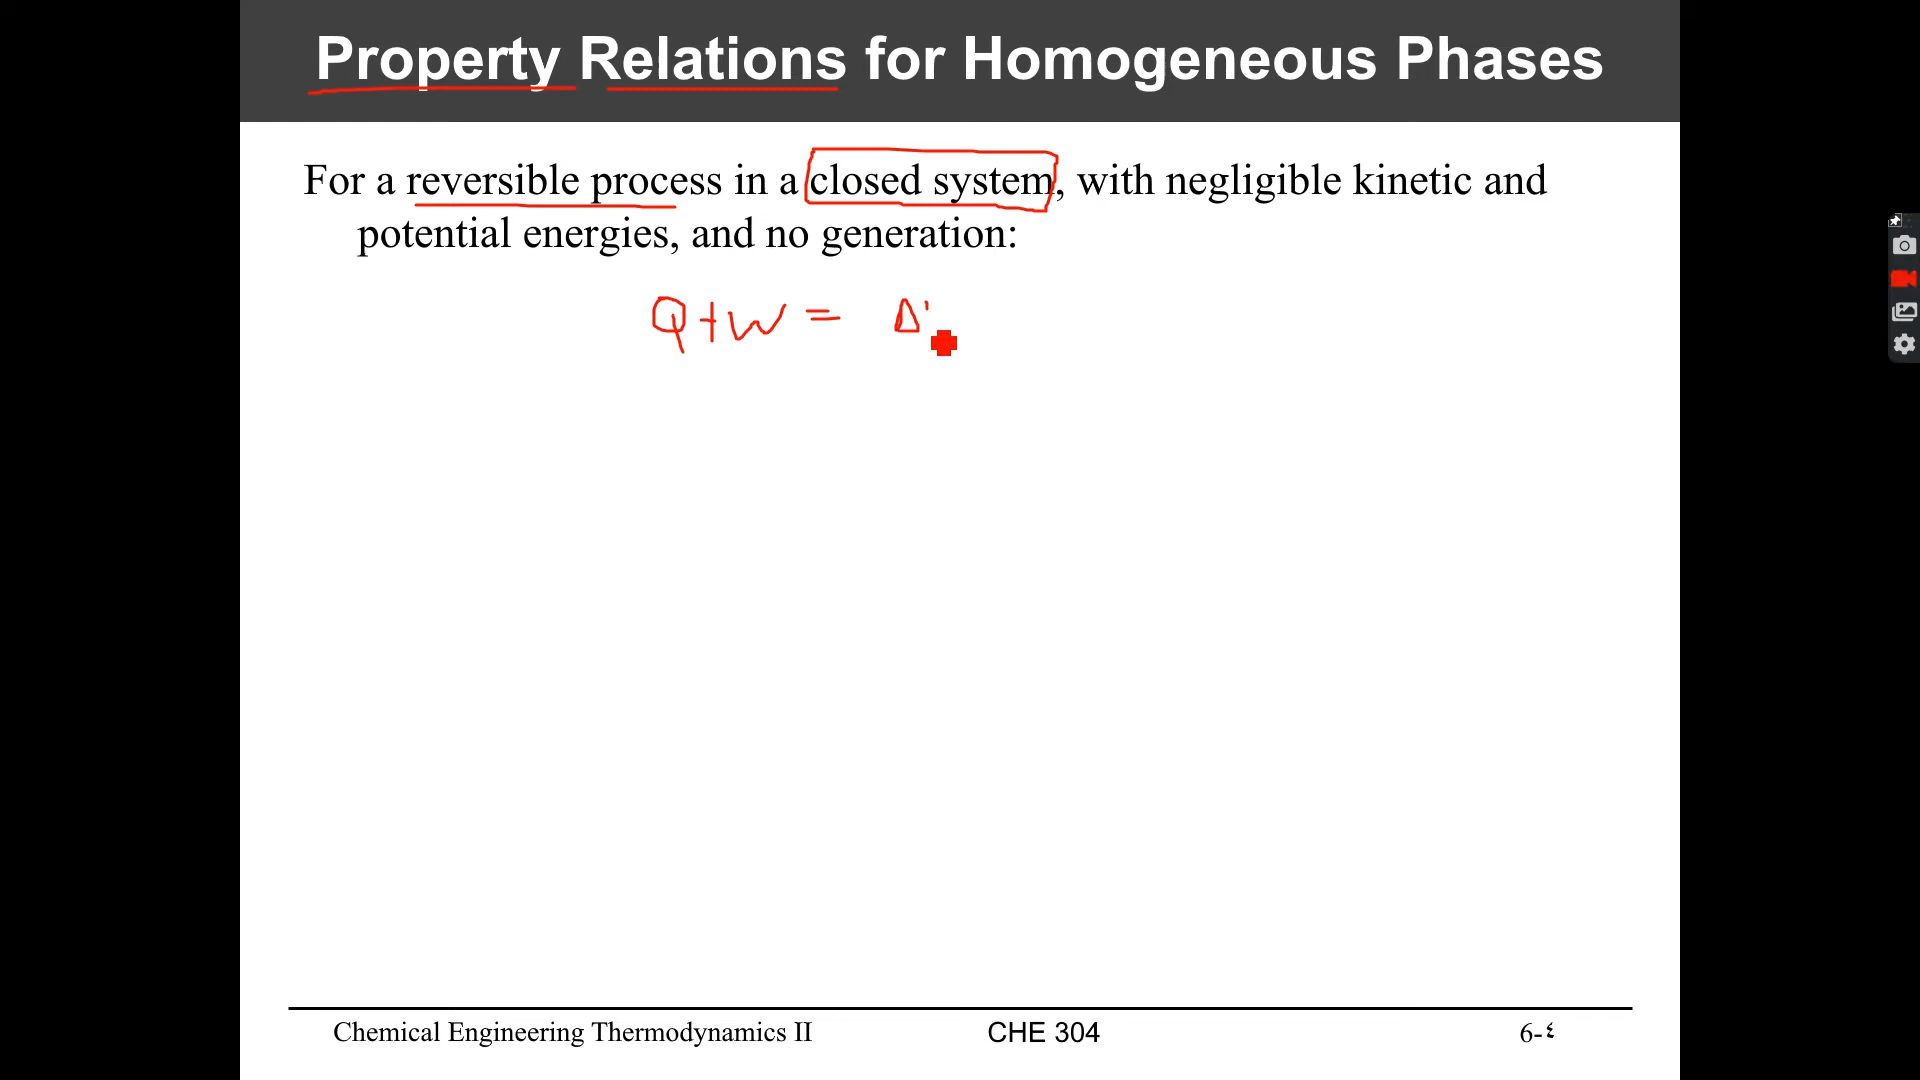 Property Relations for Homogeneous Phases
For a reversible process in a closed system, with negligible kinetic and
potential energies, and no generation:
Q+W = Δ
Chemical Engineering Thermodynamics II CHE 304 6-٤